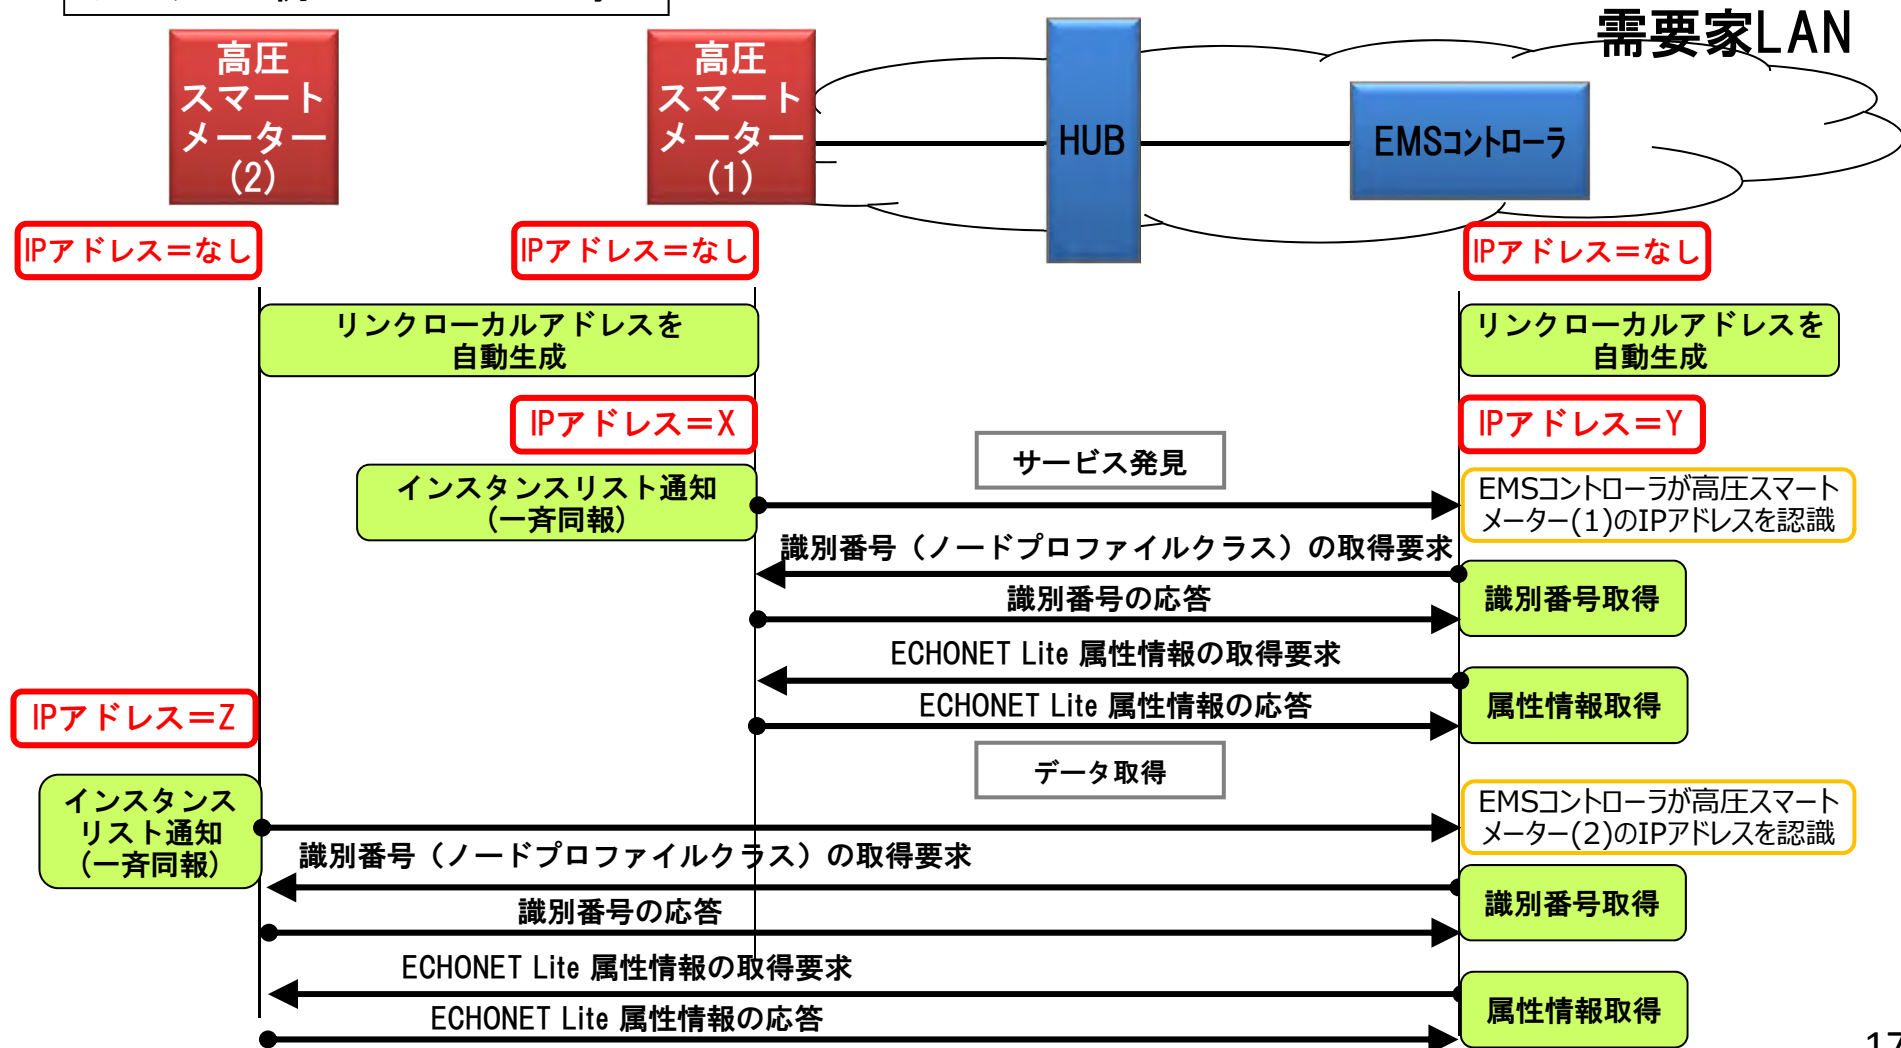 需要家LAN
高圧
スマート
メーター
(2)
高圧
スマート
メーター
(1)
HUB
EMSコントローラ
IPアドレス＝なし
IPアドレス＝なし
IPアドレス＝なし
リンクローカルアドレスを
自動生成
リンクローカルアドレスを
自動生成
IPアドレス＝X
IPアドレス＝Y
サービス発見
インスタンスリスト通知
（一斉同報）
EMSコントローラが高圧スマート
メーター(1)のIPアドレスを認識
識別番号（ノードプロファイルクラス）の取得要求
識別番号の応答
識別番号取得
ECHONET Lite 属性情報の取得要求
ECHONET Lite 属性情報の応答
属性情報取得
IPアドレス＝Z
データ取得
インスタンス
リスト通知
（一斉同報）
EMSコントローラが高圧スマート
メーター(2)のIPアドレスを認識
識別番号（ノードプロファイルクラス）の取得要求
識別番号の応答
識別番号取得
ECHONET Lite 属性情報の取得要求
ECHONET Lite 属性情報の応答
属性情報取得
17